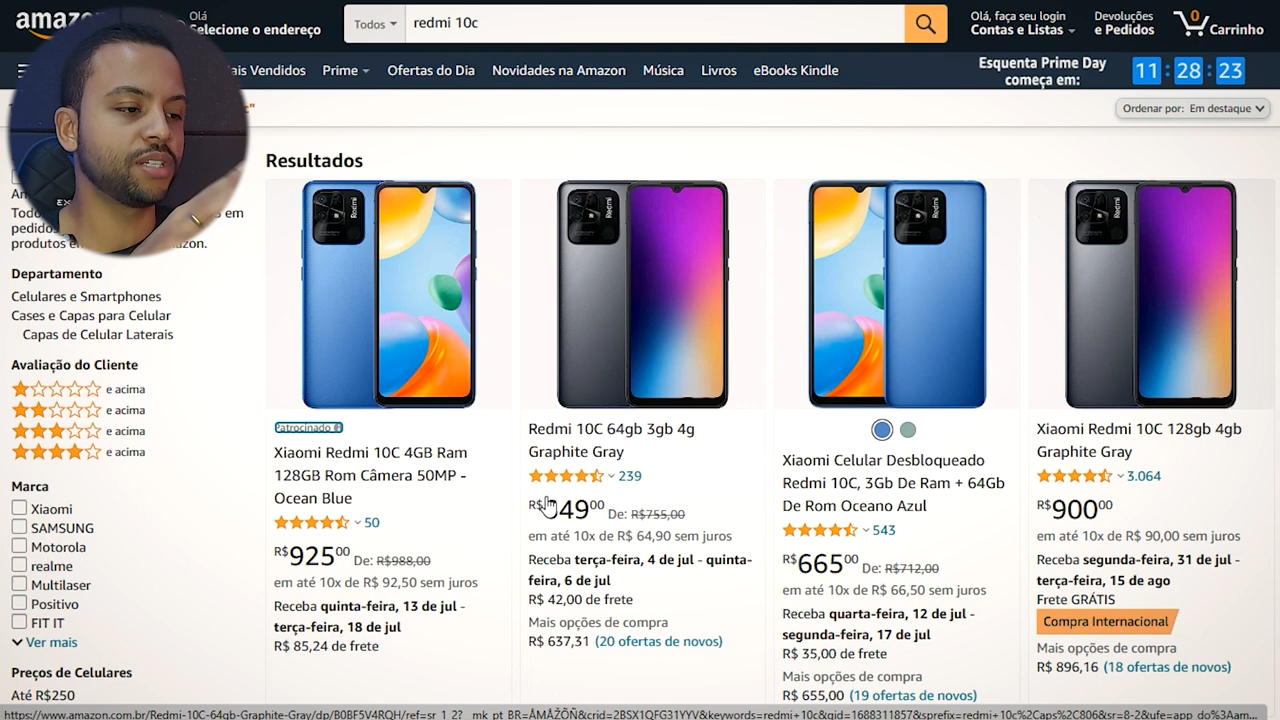 amazo
Olá
Selecione o endereço
Todos
redmi 10c
Olá, faça seu login
Contas e Listas
Devoluções
e Pedidos
0
Carrinho
ais Vendidos
Prime
Ofertas do Dia
Novidades na Amazon
Música
Livros
eBooks Kindle
Esquenta Prime Day
começa em:
11 : 28 : 23
Ordenar por: Em destaque
Resultados
Todo
s em
pedidos
produtos em
azon.
Departamento
Celulares e Smartphones
Cases e Capas para Celular
Capas de Celular Laterais
Avaliação do Cliente
e acima
e acima
e acima
e acima
Marca
Xiaomi
SAMSUNG
Motorola
realme
Multilaser
Positivo
FIT IT
Ver mais
Preços de Celulares
Até R$250
Redmi
Patrocinado
Xiaomi Redmi 10C 4GB Ram
128GB Rom Câmera 50MP -
Ocean Blue
50
R$92500 De: R$988,00
em até 10x de R$ 92,50 sem juros
Receba quinta-feira, 13 de jul -
terça-feira, 18 de jul
R$ 85,24 de frete
Redmi
Redmi 10C 64gb 3gb 4g
Graphite Gray
239
R$ 4900 De: R$755,00
em até 10x de R$ 64,90 sem juros
Receba terça-feira, 4 de jul - quinta-
feira, 6 de jul
R$ 42,00 de frete
Mais opções de compra
R$ 637,31 (20 ofertas de novos)
Redmi
Xiaomi Celular Desbloqueado
Redmi 10C, 3Gb De Ram + 64Gb
De Rom Oceano Azul
543
R$66500 De: R$712,00
em até 10x de R$ 66,50 sem juros
Receba quarta-feira, 12 de jul -
segunda-feira, 17 de jul
R$ 35,00 de frete
Mais opções de compra
R$ 655,00 (19 ofertas de novos)
Redmi
Redmi 10C 128gb 4gb
Graphite Gray
3.064
R$90000
em até 10x de R$ 90,00 sem juros
Receba segunda-feira, 31 de jul -
terça-feira, 15 de ago
Frete GRÁTIS
Compra Internacional
Mais opções de compra
R$ 896,16 (18 ofertas de novos)